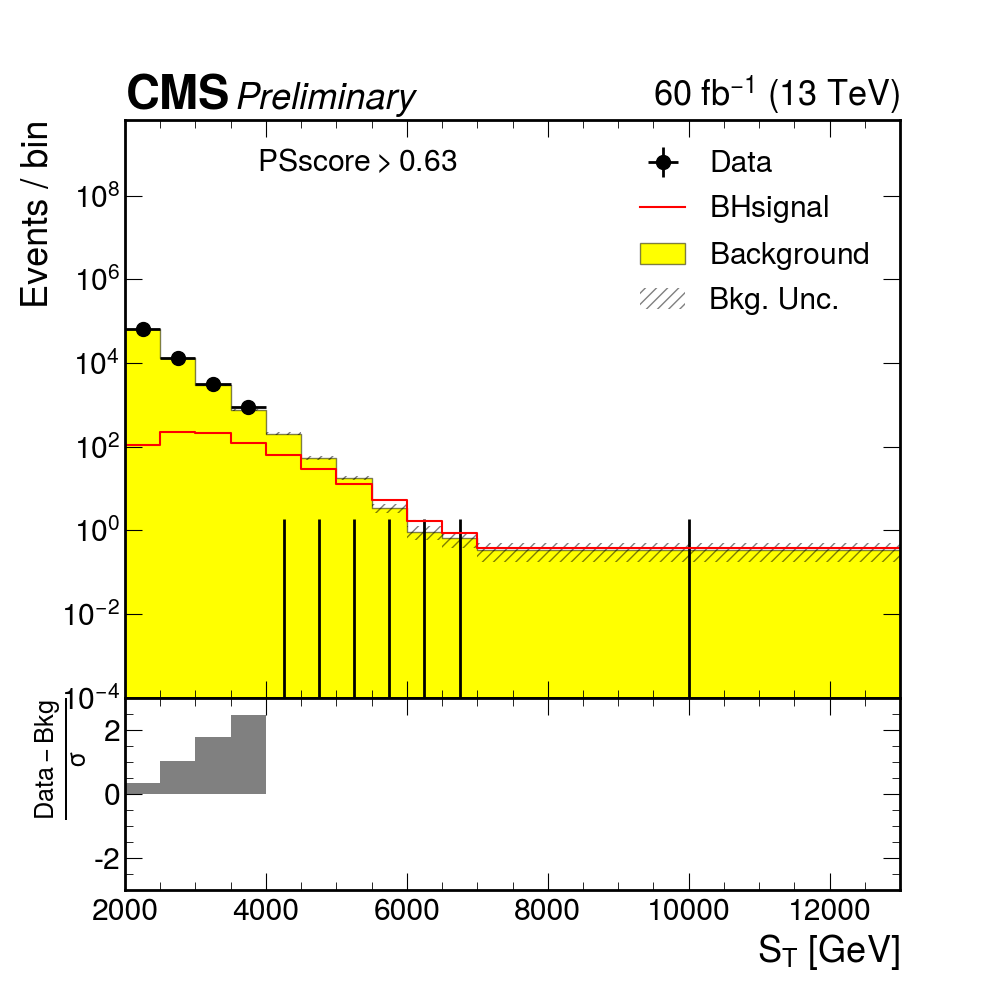 CMS Preliminary
60 fb⁻¹ (13 TeV)
Events / bin
PSscore > 0.63
Data
BHsignal
Background
Bkg. Unc.
10⁸
10⁶
10⁴
10²
10⁰
10⁻²
10⁻⁴
Data – Bkg
σ
2
0
-2
2000 4000 6000 8000 10000 12000
S_T [GeV]